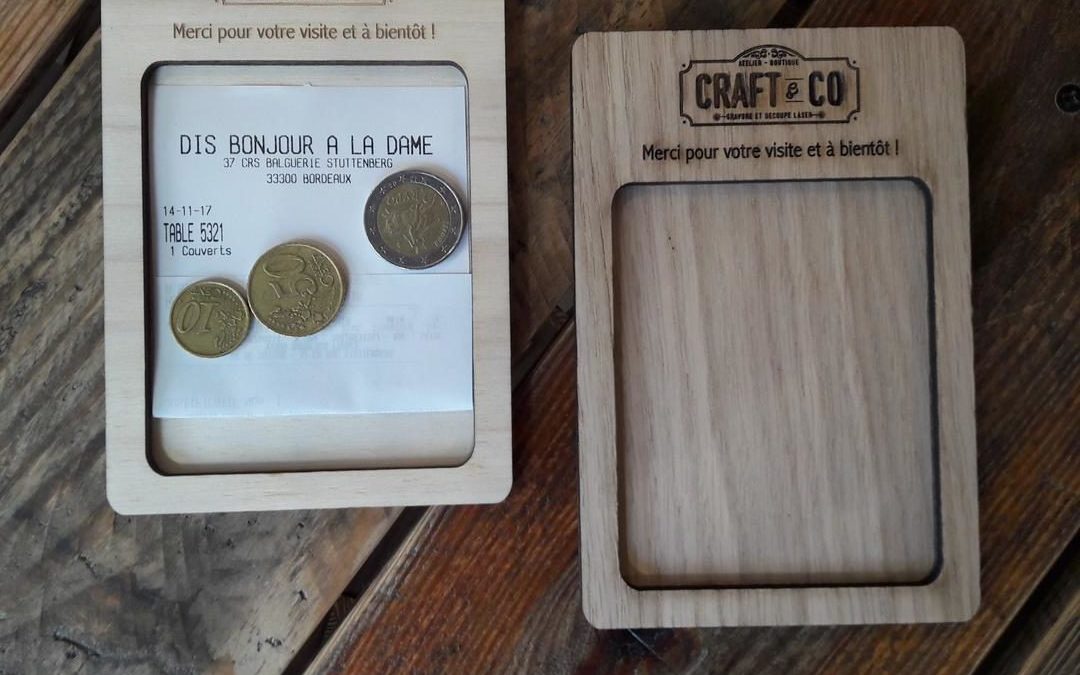 Merci pour votre visite et à bientôt !
DIS BONJOUR A LA DAME
37 CRS BALGUERIE STUTTENBERG
33300 BORDEAUX
14-11-17
TABLE 5321
1 Couverts
50
10
ATELIER - BOUTIQUE
CRAFT & CO
GRAVURE ET DECOUPE LASER
Merci pour votre visite et à bientôt !